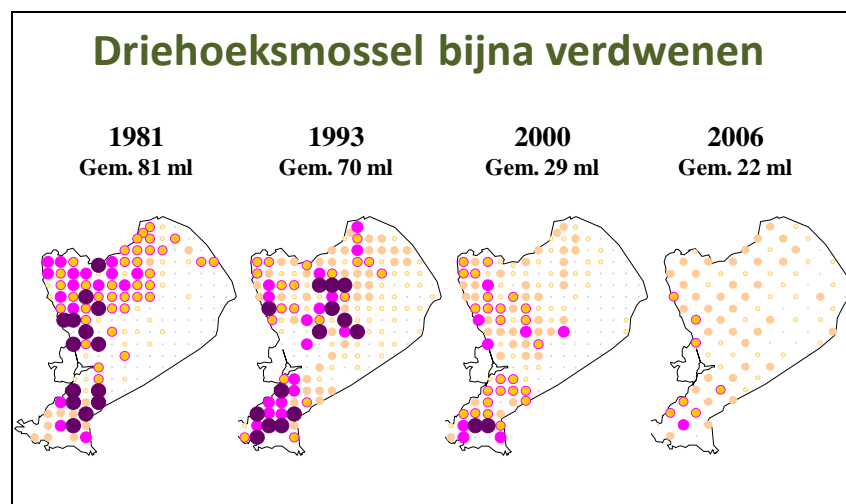 Driehoeksmossel bijna verdwenen
1981
Gem. 81 ml
1993
Gem. 70 ml
2000
Gem. 29 ml
2006
Gem. 22 ml